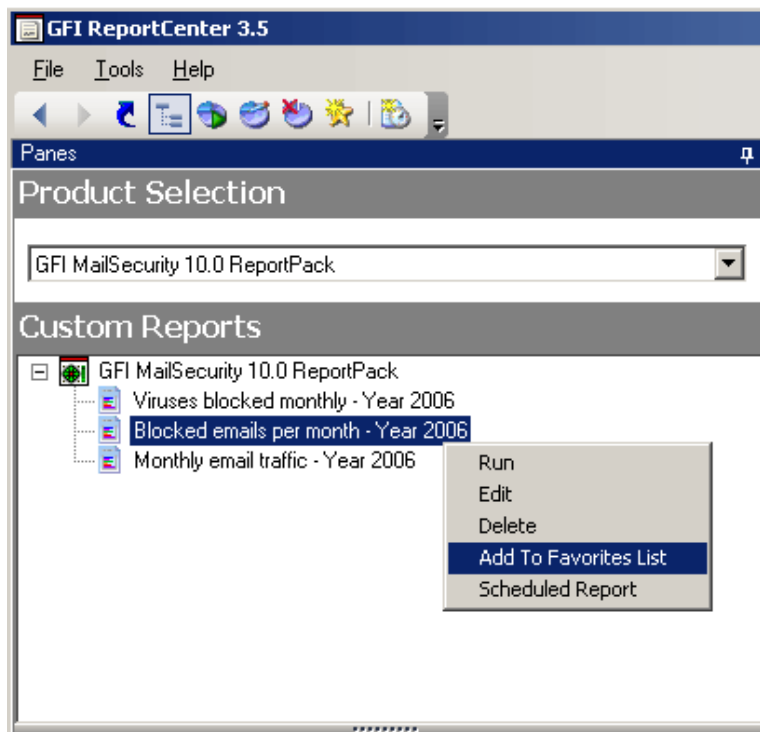 GFI ReportCenter 3.5
File Tools Help
Panes
Product Selection
GFI MailSecurity 10.0 ReportPack
Custom Reports
GFI MailSecurity 10.0 ReportPack
Viruses blocked monthly - Year 2006
Blocked emails per month - Year 2006
Monthly email traffic - Year 2006
Run
Edit
Delete
Add To Favorites List
Scheduled Report